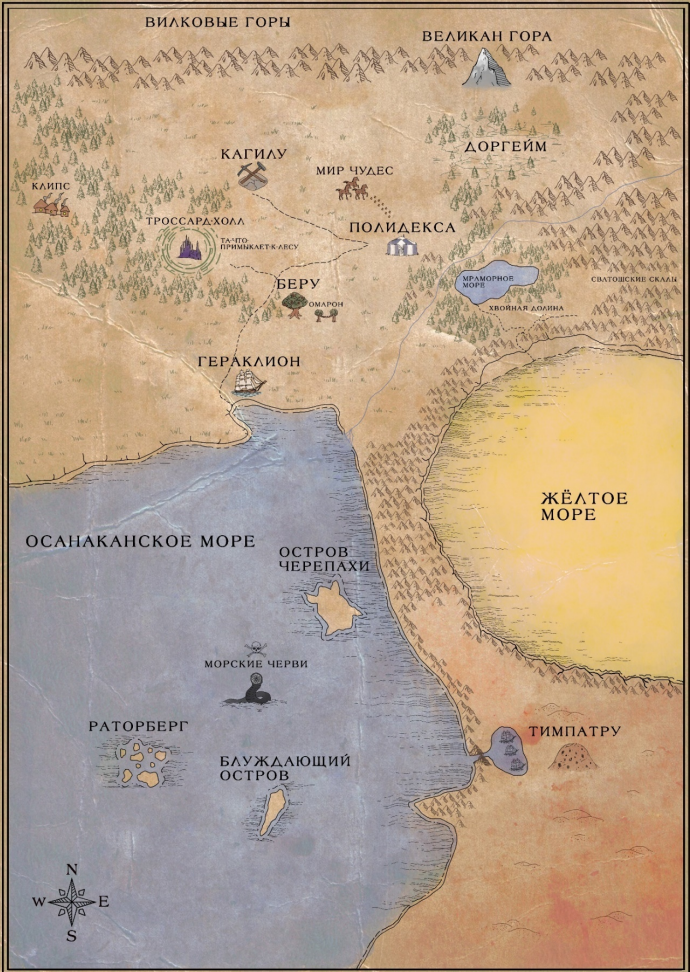 ВИЛКОВЫЕ ГОРЫ
ВЕЛИКАН ГОРА
ДОРГЕЙМ
КАГИЛУ
МИР ЧУДЕС
КЛИПС
ТРОССАРД-ХОЛЛ
ТА-ЧТО-
ПРИМЫКАЕТ-К-ЛЕСУ
ПОЛИДЕКСА
МРАМОРНОЕ
МОРЕ
СВАТОШСКИЕ СКАЛЫ
БЕРУ
ОМАРОН
ХВОЙНАЯ ДОЛИНА
ГЕРАКЛИОН
ЖЁЛТОЕ
МОРЕ
ОСАНАКАНСКОЕ МОРЕ
ОСТРОВ
ЧЕРЕПАХИ
МОРСКИЕ ЧЕРВИ
РАТОРБЕРГ
ТИМПАТРУ
БЛУЖДАЮЩИЙ
ОСТРОВ
N
W E
S